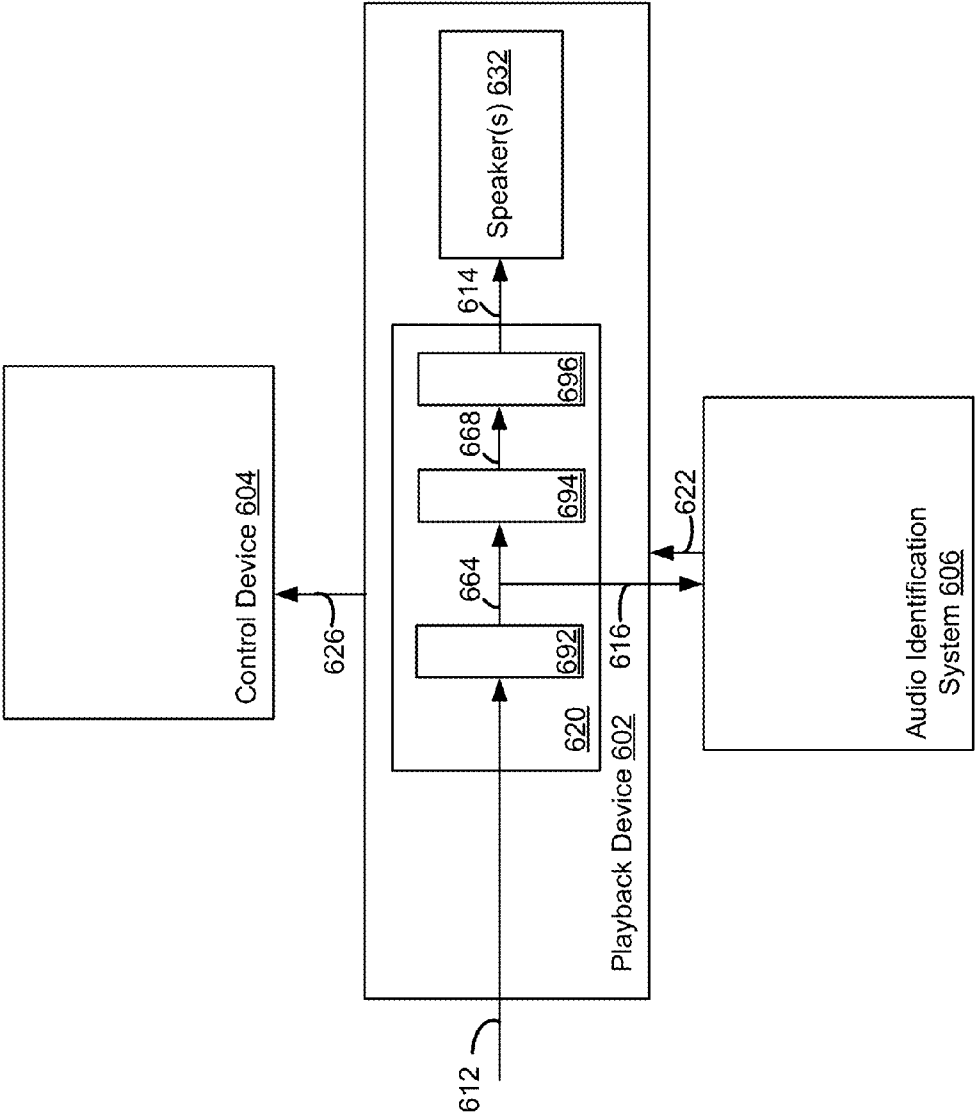 Control Device 604
626
612
692
664
694
668
696
614
Speaker(s) 632
620
Playback Device 602
616
622
Audio Identification
System 606